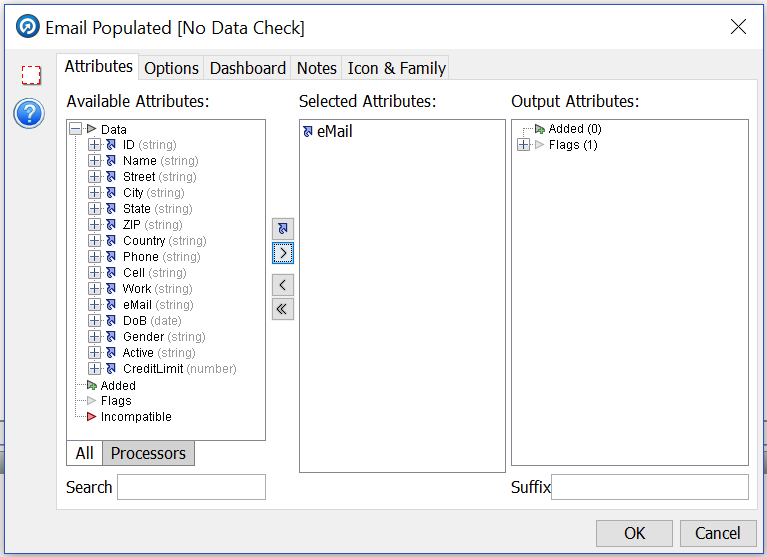 Email Populated [No Data Check]
Attributes Options Dashboard Notes Icon & Family
Available Attributes: Selected Attributes: Output Attributes:
Data
ID (string)
Name (string)
Street (string)
City (string)
State (string)
ZIP (string)
Country (string)
Phone (string)
Cell (string)
Work (string)
eMail (string)
DoB (date)
Gender (string)
Active (string)
CreditLimit (number)
Added
Flags
Incompatible
All Processors
Search
eMail
Added (0)
Flags (1)
Suffix
OK Cancel